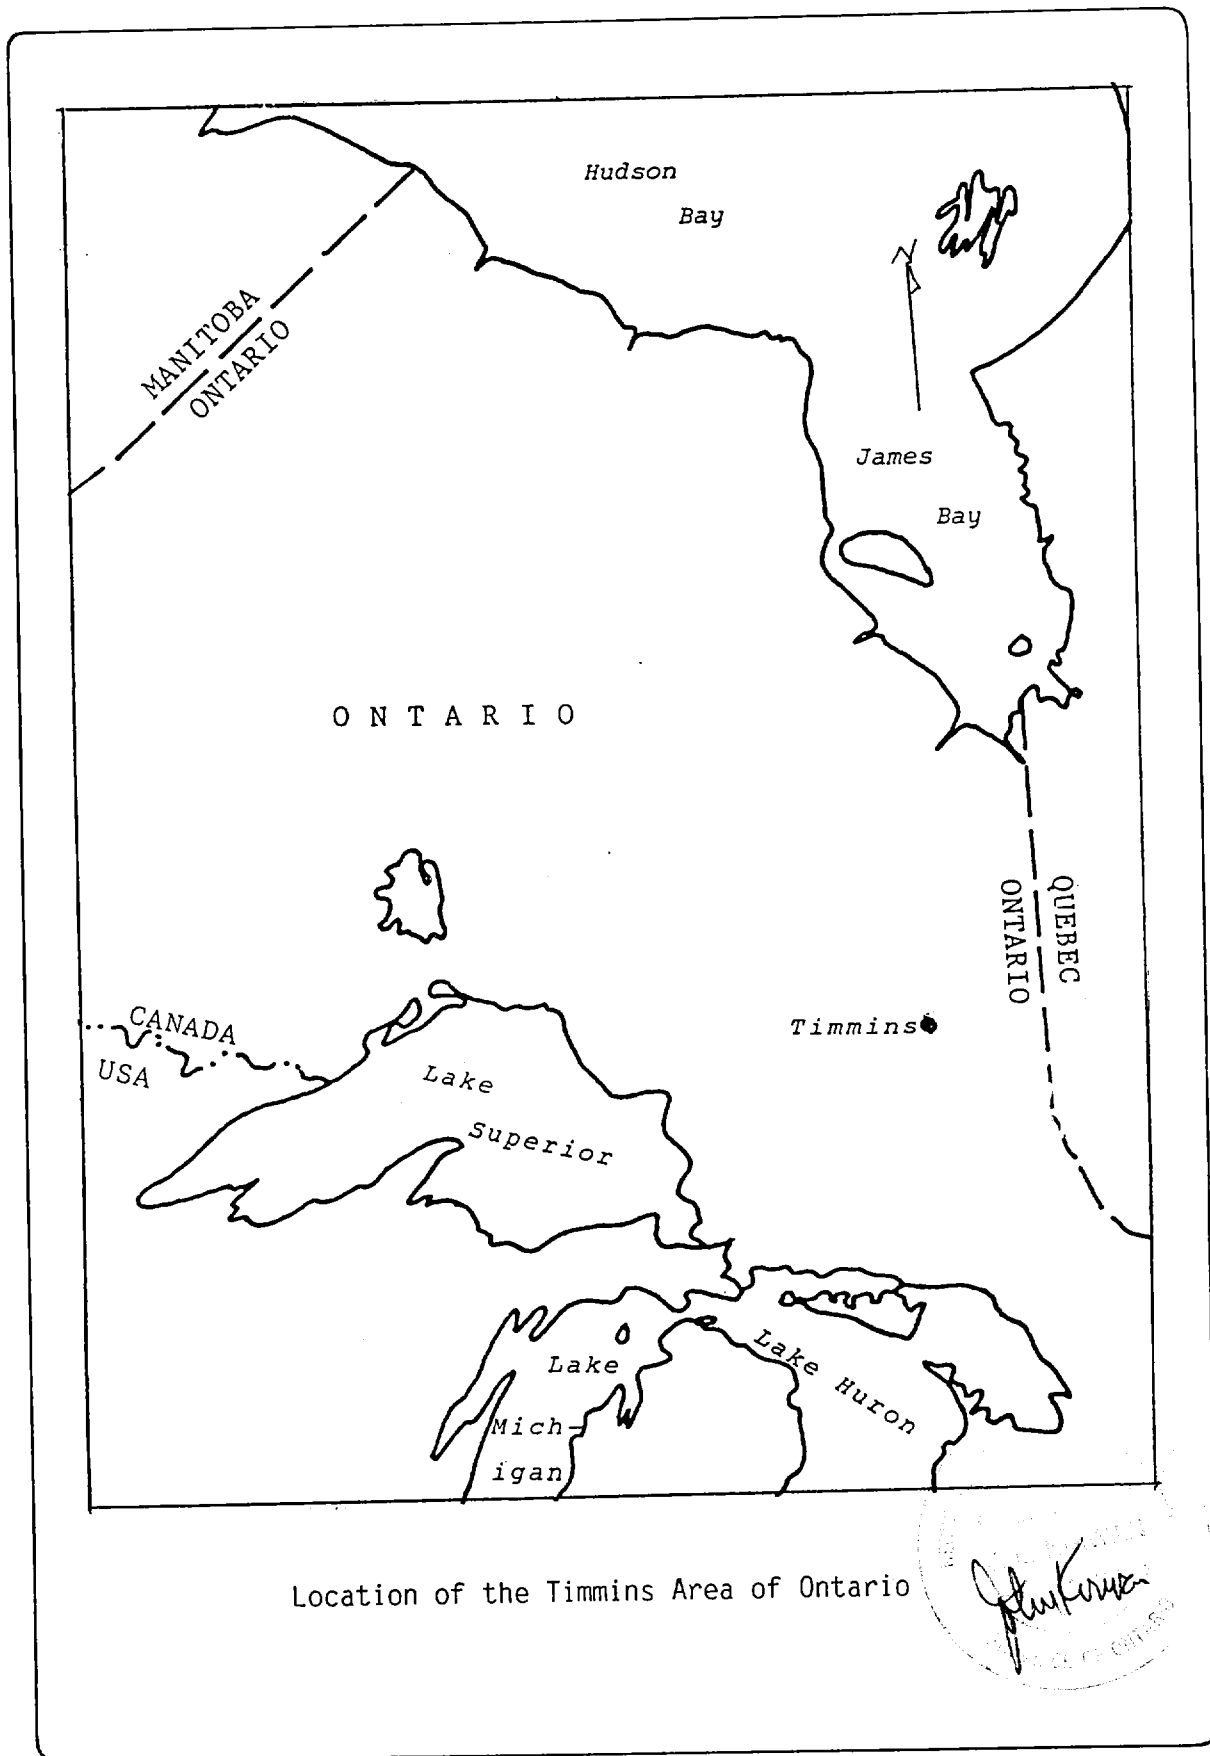 Hudson
Bay
N
MANITOBA
ONTARIO
James
Bay
O N T A R I O
QUEBEC
ONTARIO
Timmins
CANADA
USA
Lake
Superior
Lake
Mich-
igan
Lake Huron
Location of the Timmins Area of Ontario